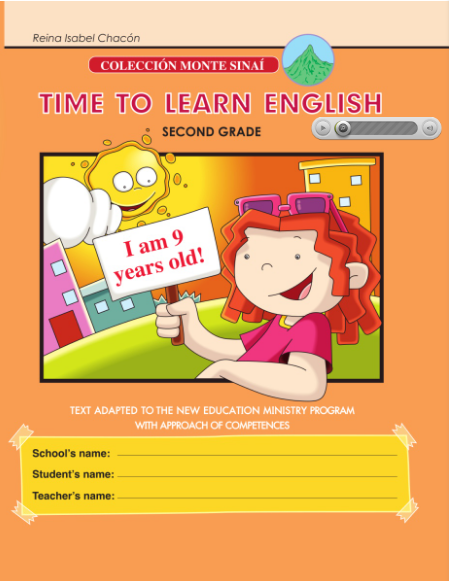 Reina Isabel Chacón
COLECCIÓN MONTE SINAÍ
TIME TO LEARN ENGLISH
SECOND GRADE
I am 9
years old!
TEXT ADAPTED TO THE NEW EDUCATION MINISTRY PROGRAM
WITH APPROACH OF COMPETENCES
School's name:
Student's name:
Teacher's name: